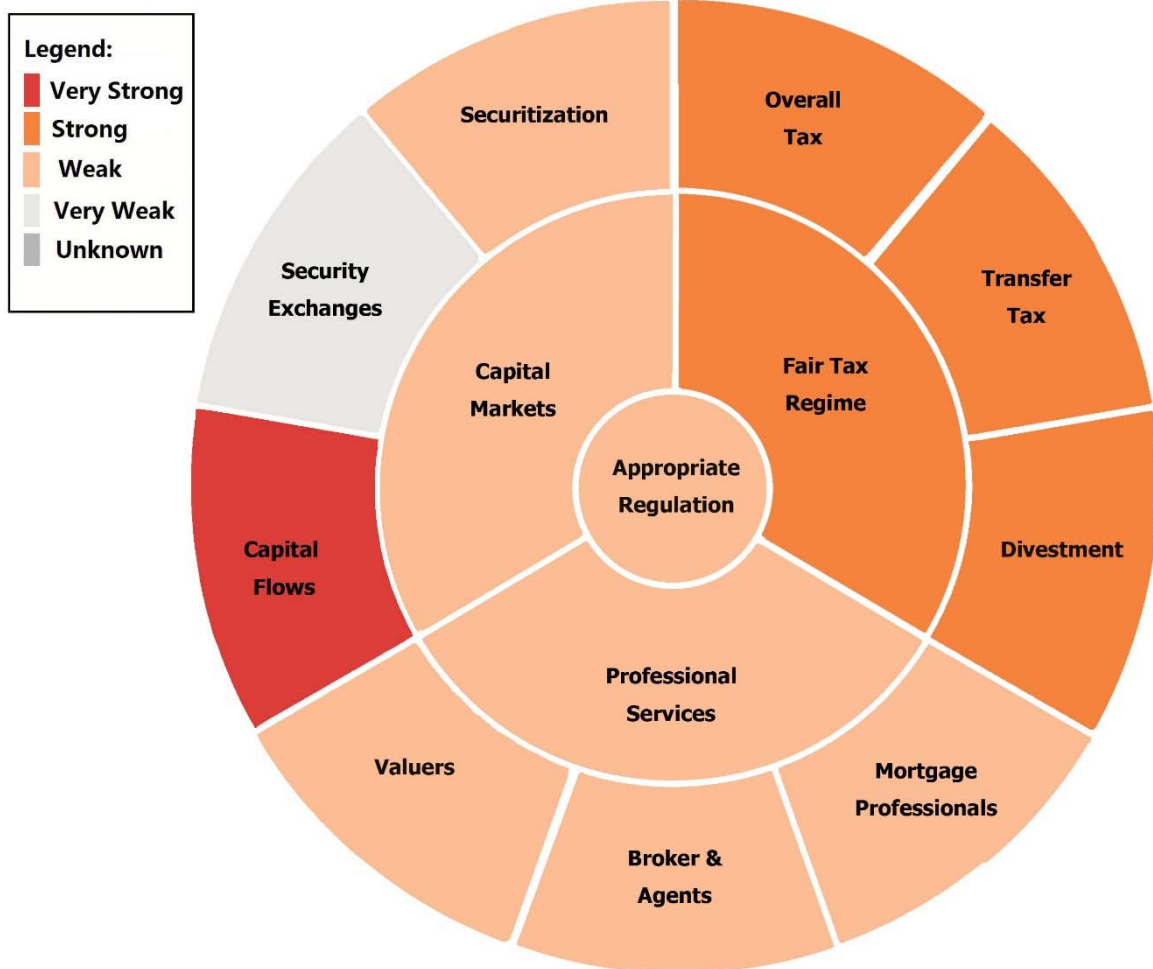 Legend:
Very Strong
Strong
Weak
Very Weak
Unknown
Securitization
Overall
Tax
Security
Exchanges
Transfer
Tax
Capital
Markets
Fair Tax
Regime
Appropriate
Regulation
Capital
Flows
Divestment
Professional
Services
Valuers
Mortgage
Professionals
Broker &
Agents